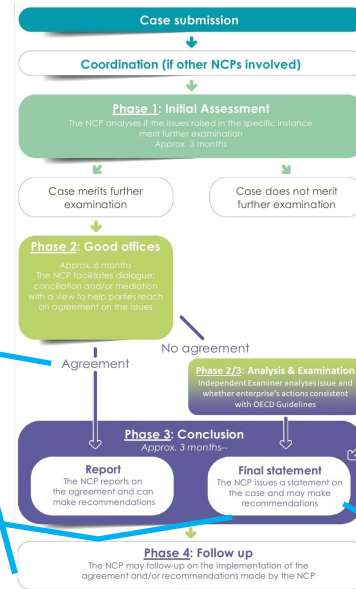 Case submission
Coordination (if other NCPs involved)
Phase 1: Initial Assessment
The NCP analyses if the issues raised in the specific instance
merit further examination
Approx. 3 months
Case merits further
examination
Case does not merit
further examination
Phase 2: Good offices
Approx. 6 months
The NCP facilitates dialogue:
conciliation and/or mediation
with a view to help parties reach
an agreement on the issues
No agreement
Agreement
Phase 2/3: Analysis & Examination
Independent Examiner analyses issue and
whether enterprise's actions consistent
with OECD Guidelines
Phase 3: Conclusion
Approx. 3 months--
Report
The NCP reports on
the agreement and can
make recommendations
Final statement
The NCP issues a statement on
the case and may make
recommendations
Phase 4: Follow up
The NCP may follow-up on the implementation of the
agreement and/or recommendations made by the NCP